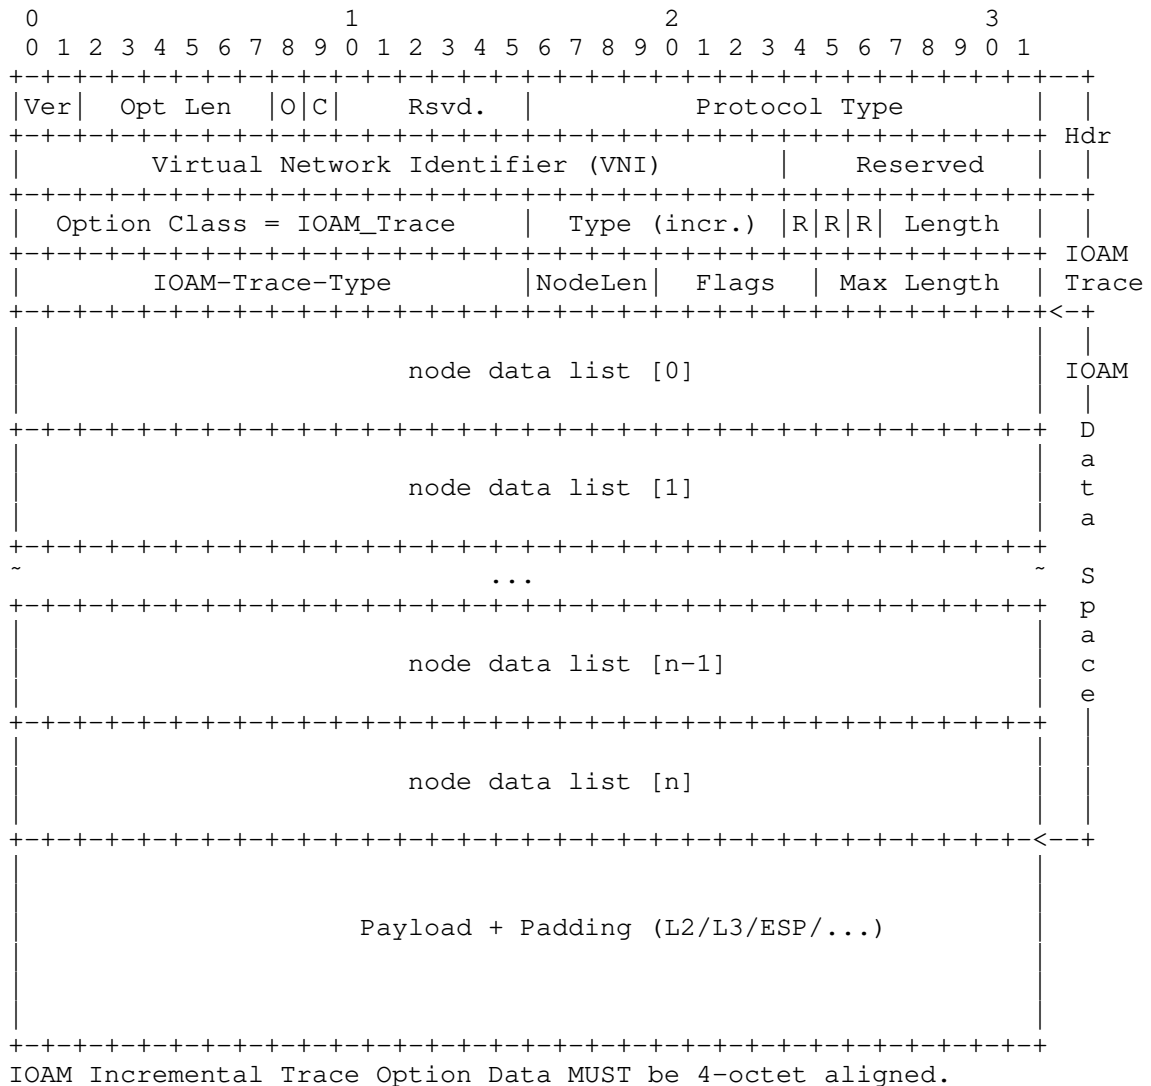 0                   1                   2                   3
 0 1 2 3 4 5 6 7 8 9 0 1 2 3 4 5 6 7 8 9 0 1 2 3 4 5 6 7 8 9 0 1
+-+-+-+-+-+-+-+-+-+-+-+-+-+-+-+-+-+-+-+-+-+-+-+-+-+-+-+-+-+-+-+-+--+
|Ver|  Opt Len  |O|C|    Rsvd.  |          Protocol Type        |  |
+-+-+-+-+-+-+-+-+-+-+-+-+-+-+-+-+-+-+-+-+-+-+-+-+-+-+-+-+-+-+-+-+ Hdr
|        Virtual Network Identifier (VNI)       |    Reserved   |  |
+-+-+-+-+-+-+-+-+-+-+-+-+-+-+-+-+-+-+-+-+-+-+-+-+-+-+-+-+-+-+-+-+--+
|  Option Class = IOAM_Trace    |  Type (incr.) |R|R|R| Length  |  |
+-+-+-+-+-+-+-+-+-+-+-+-+-+-+-+-+-+-+-+-+-+-+-+-+-+-+-+-+-+-+-+-+ IOAM
|        IOAM-Trace-Type        |NodeLen|  Flags  | Max Length  | Trace
+-+-+-+-+-+-+-+-+-+-+-+-+-+-+-+-+-+-+-+-+-+-+-+-+-+-+-+-+-+-+-+-+<-+
|                                                               |  |
|                        node data list [0]                     | IOAM
|                                                               |  |
+-+-+-+-+-+-+-+-+-+-+-+-+-+-+-+-+-+-+-+-+-+-+-+-+-+-+-+-+-+-+-+-+  D
|                                                               |  a
|                        node data list [1]                     |  t
|                                                               |  a
+-+-+-+-+-+-+-+-+-+-+-+-+-+-+-+-+-+-+-+-+-+-+-+-+-+-+-+-+-+-+-+-+
~                             ...                               ~  S
+-+-+-+-+-+-+-+-+-+-+-+-+-+-+-+-+-+-+-+-+-+-+-+-+-+-+-+-+-+-+-+-+  p
|                                                               |  a
|                        node data list [n-1]                   |  c
|                                                               |  e
+-+-+-+-+-+-+-+-+-+-+-+-+-+-+-+-+-+-+-+-+-+-+-+-+-+-+-+-+-+-+-+-+  |
|                                                               |  |
|                        node data list [n]                     |  |
|                                                               |  |
+-+-+-+-+-+-+-+-+-+-+-+-+-+-+-+-+-+-+-+-+-+-+-+-+-+-+-+-+-+-+-+-<--+
|                                                               |
|                                                               |
|                     Payload + Padding (L2/L3/ESP/...)         |
|                                                               |
|                                                               |
|                                                               |
+-+-+-+-+-+-+-+-+-+-+-+-+-+-+-+-+-+-+-+-+-+-+-+-+-+-+-+-+-+-+-+-+
IOAM Incremental Trace Option Data MUST be 4-octet aligned.